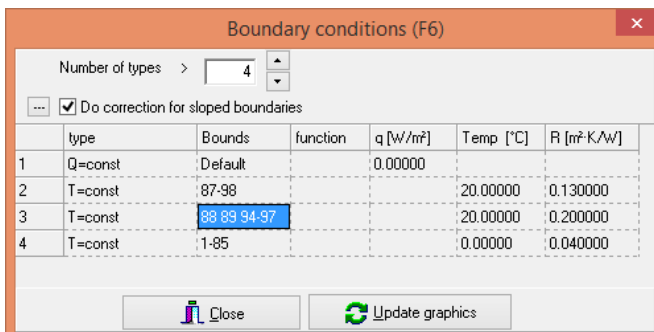 Boundary conditions (F6)
Number of types > 4
--- Do correction for sloped boundaries
type Bounds function q [W/m²] Temp [°C] R [m²·K/W]
1 Q=const Default 0.00000
2 T=const 87-98 20.00000 0.130000
3 T=const 88 89 94-97 20.00000 0.200000
4 T=const 1-85 0.00000 0.040000
Close Update graphics